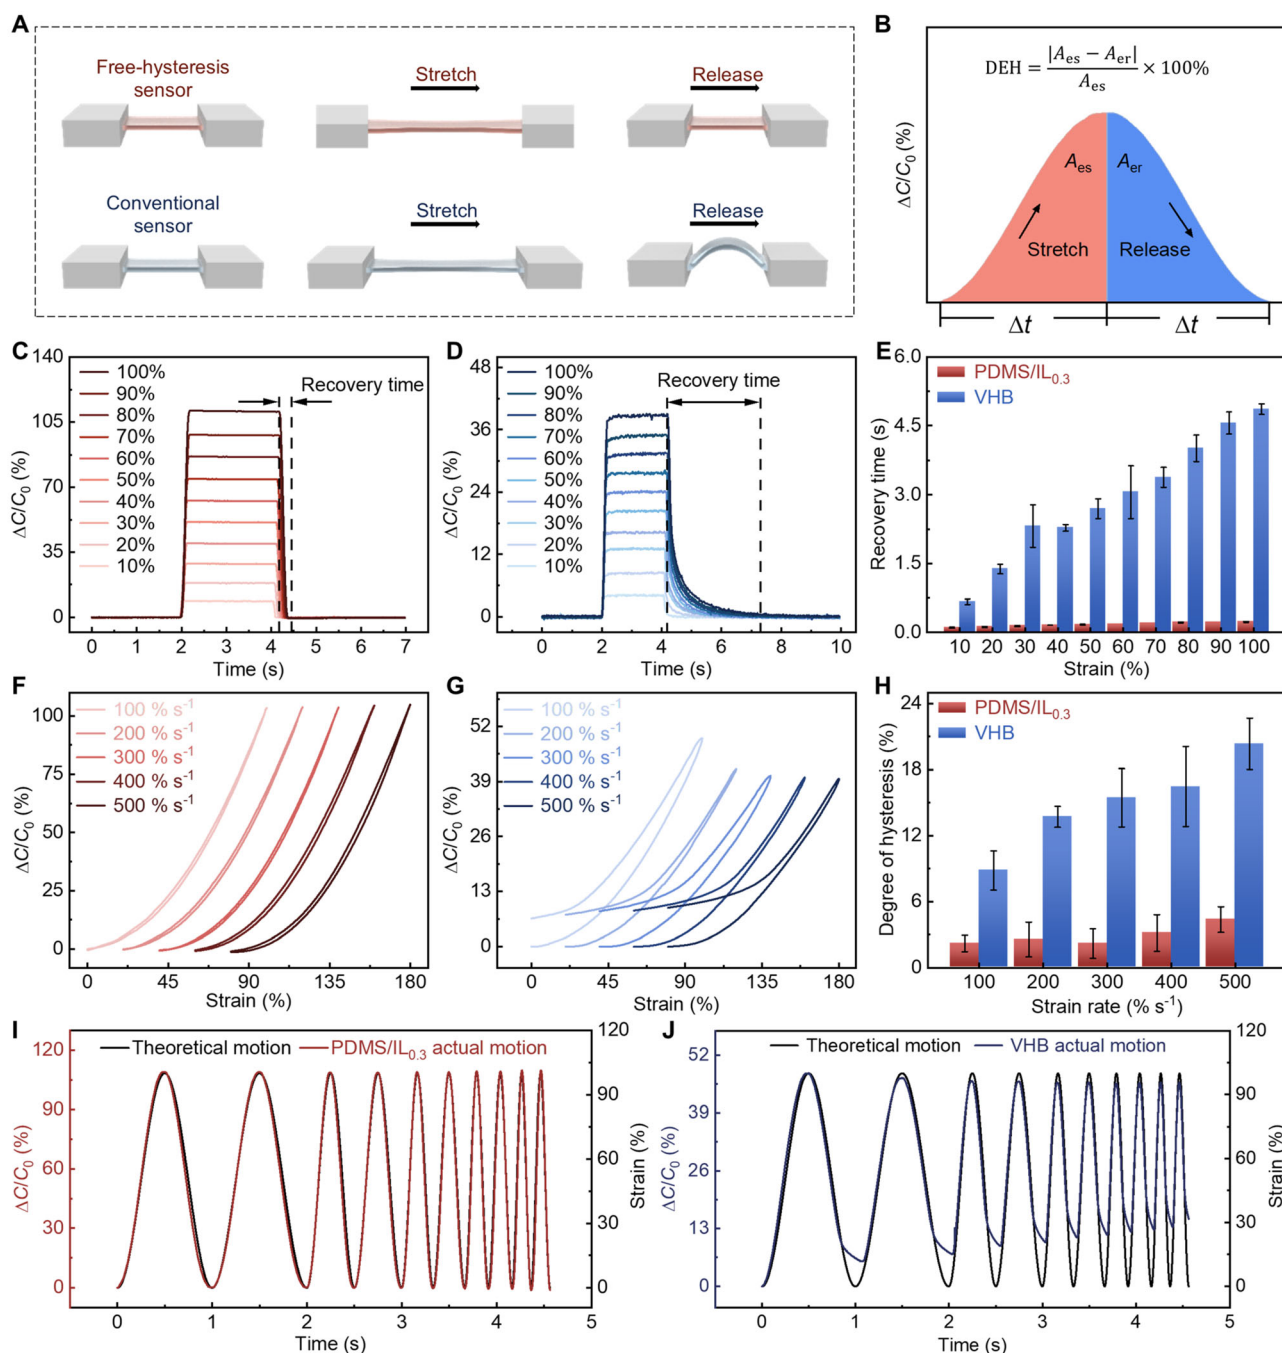 A
Free-hysteresis
sensor
Stretch
Release
Conventional
sensor
Stretch
Release
B
DEH = |Aes − Aer| / Aes × 100%
ΔC/C0 (%)
Aes
Aer
Stretch
Release
Δt
Δt
C
140
105
70
35
0
ΔC/C0 (%)
100%
90%
80%
70%
60%
50%
40%
30%
20%
10%
Recovery time
0 1 2 3 4 5 6 7
Time (s)
D
48
36
24
12
0
ΔC/C0 (%)
100%
90%
80%
70%
60%
50%
40%
30%
20%
10%
Recovery time
0 2 4 6 8 10
Time (s)
E
6.0
4.5
3.0
1.5
0.0
Recovery time (s)
PDMS/IL0.3
VHB
10 20 30 40 50 60 70 80 90 100
Strain (%)
F
100
75
50
25
0
ΔC/C0 (%)
100 % s-1
200 % s-1
300 % s-1
400 % s-1
500 % s-1
0 45 90 135 180
Strain (%)
G
52
39
26
13
0
ΔC/C0 (%)
100 % s-1
200 % s-1
300 % s-1
400 % s-1
500 % s-1
0 45 90 135 180
Strain (%)
H
24
18
12
6
0
Degree of hysteresis (%)
PDMS/IL0.3
VHB
100 200 300 400 500
Strain rate (% s-1)
I
120
90
60
30
0
ΔC/C0 (%)
Theoretical motion
PDMS/IL0.3 actual motion
120
90
60
30
0
Strain (%)
0 1 2 3 4 5
Time (s)
J
52
39
26
13
0
ΔC/C0 (%)
Theoretical motion
VHB actual motion
120
90
60
30
0
Strain (%)
0 1 2 3 4 5
Time (s)